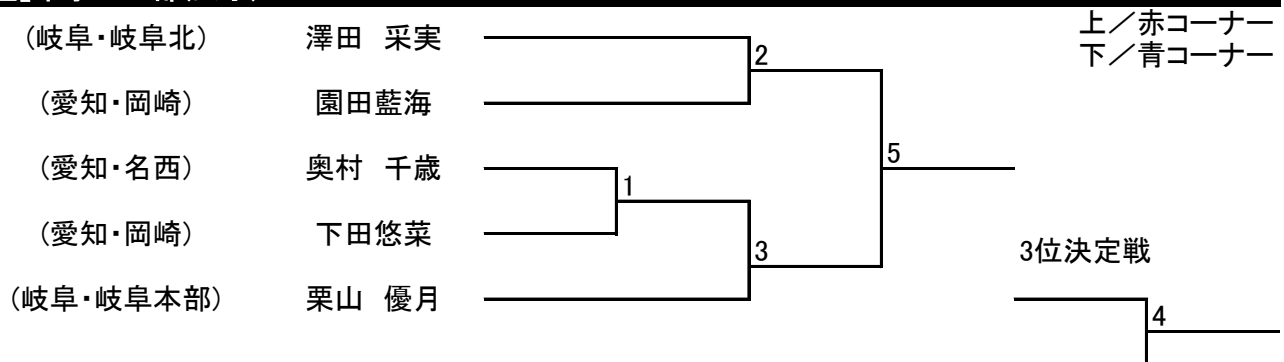 (岐阜・岐阜北) 澤田 采実
上／赤コーナー
下／青コーナー
2
(愛知・岡崎) 園田藍海
5
(愛知・名西) 奥村 千歳
1
(愛知・岡崎) 下田悠菜
3
3位決定戦
(岐阜・岐阜本部) 栗山 優月
4